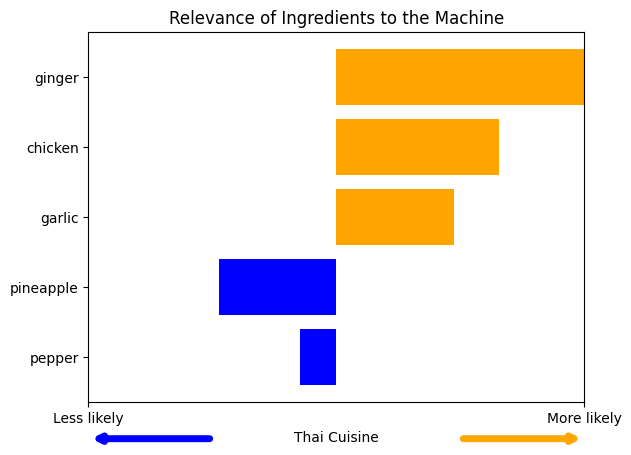 Relevance of Ingredients to the Machine
ginger
chicken
garlic
pineapple
pepper
Less likely
More likely
Thai Cuisine